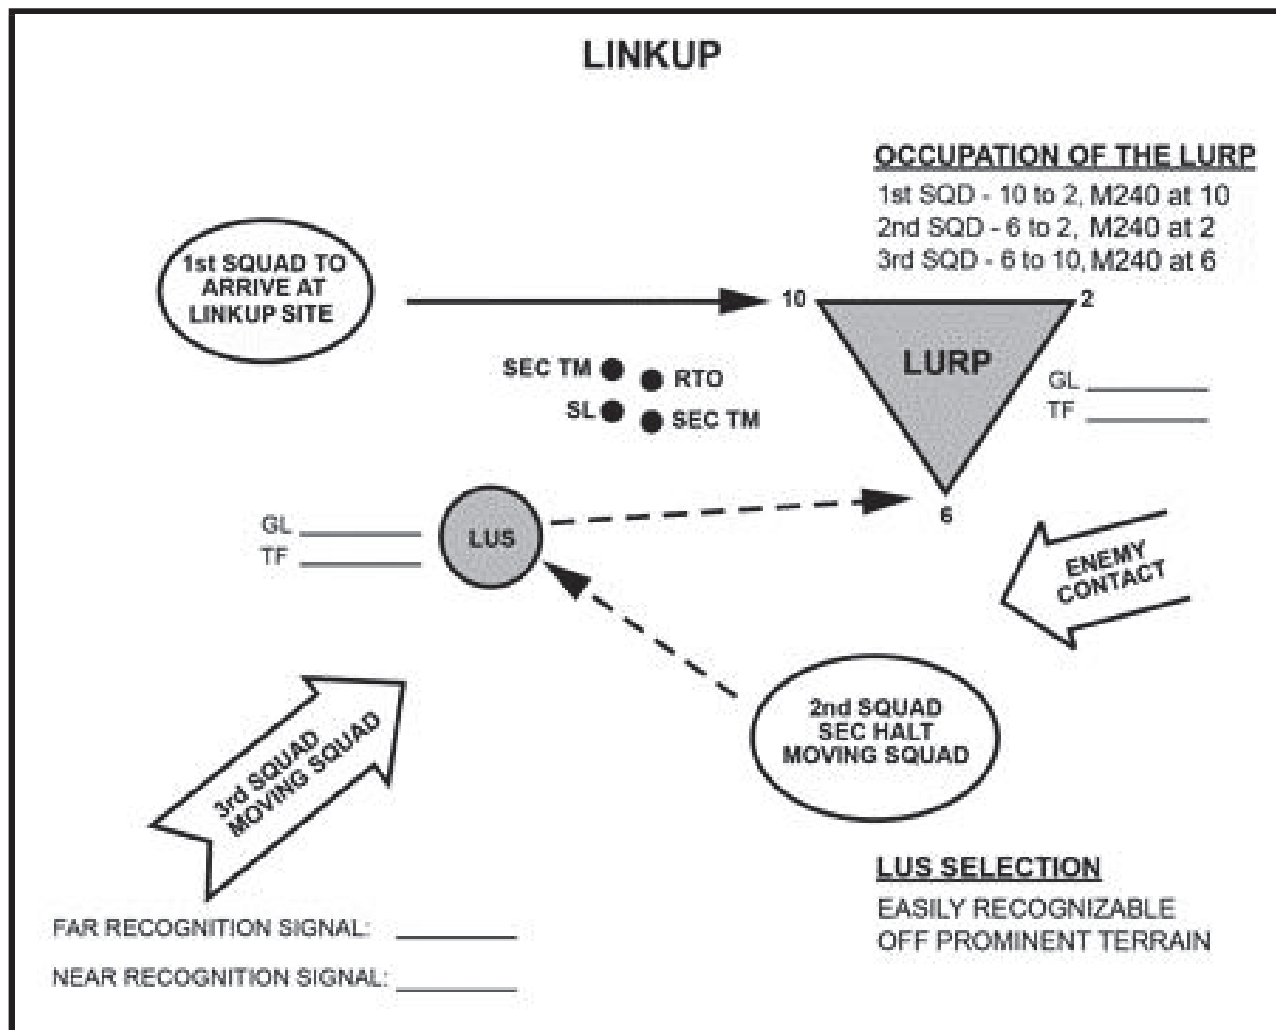 LINKUP
OCCUPATION OF THE LURP
1st SQD - 10 to 2, M240 at 10
2nd SQD - 6 to 2, M240 at 2
3rd SQD - 6 to 10, M240 at 6
1st SQUAD TO
ARRIVE AT
LINKUP SITE
10
2
LURP
SEC TM
RTO
SL
SEC TM
GL
TF
6
GL
TF
LUS
ENEMY
CONTACT
2nd SQUAD
SEC HALT
MOVING SQUAD
3rd SQUAD
MOVING SQUAD
LUS SELECTION
EASILY RECOGNIZABLE
OFF PROMINENT TERRAIN
FAR RECOGNITION SIGNAL:
NEAR RECOGNITION SIGNAL: